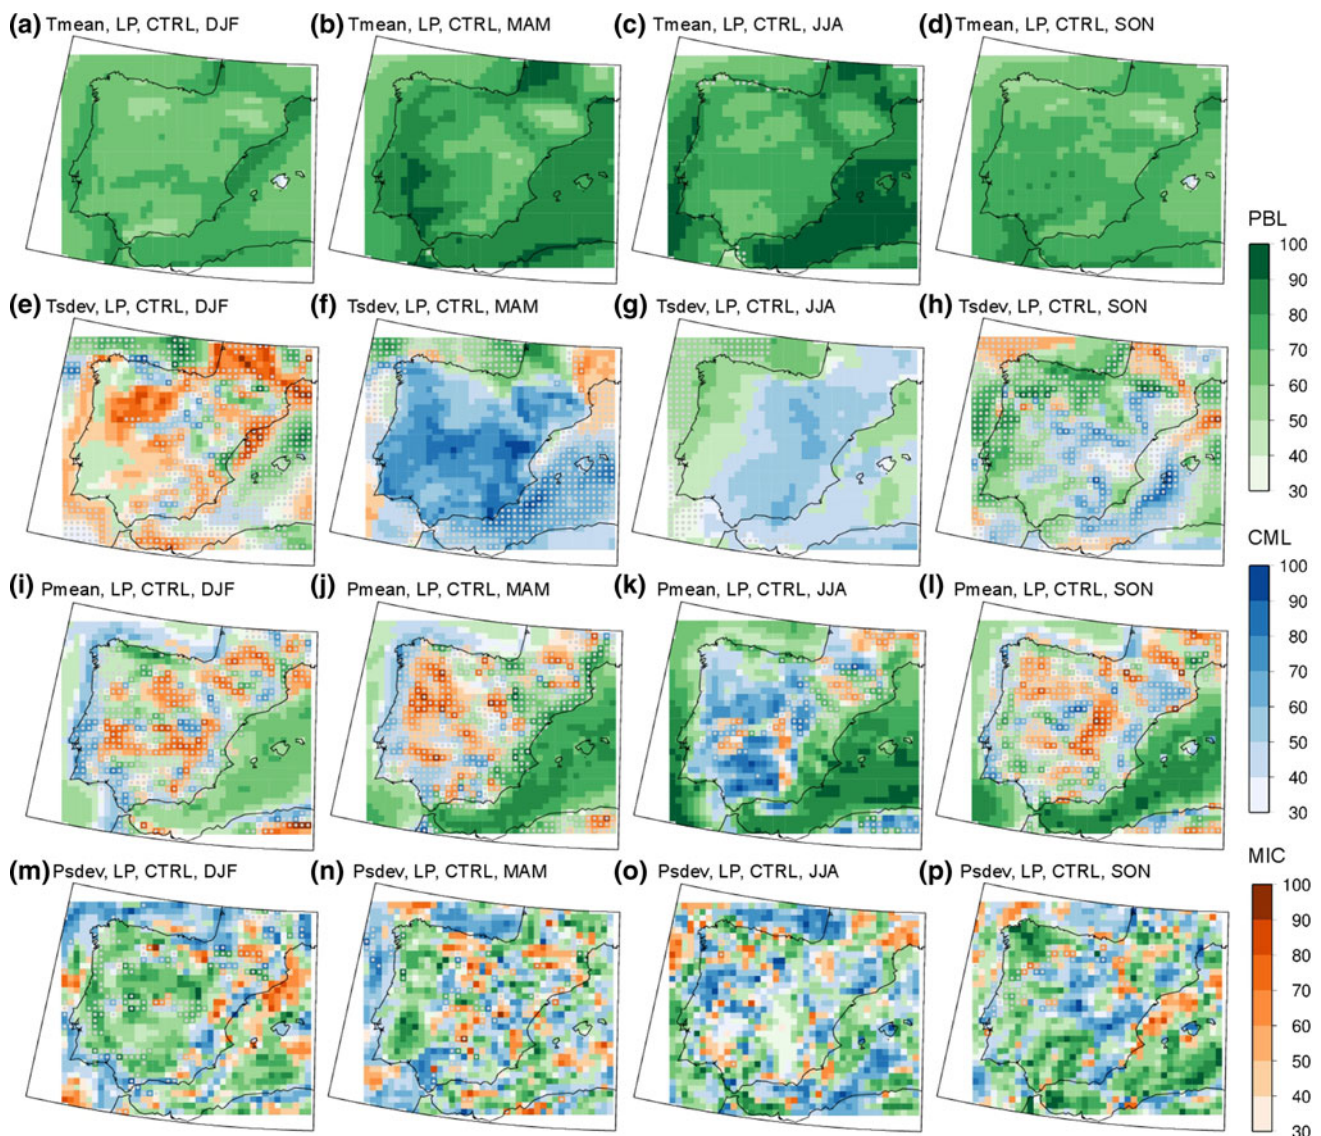 (a) Tmean, LP, CTRL, DJF
(b) Tmean, LP, CTRL, MAM
(c) Tmean, LP, CTRL, JJA
(d) Tmean, LP, CTRL, SON
(e) Tsdev, LP, CTRL, DJF
(f) Tsdev, LP, CTRL, MAM
(g) Tsdev, LP, CTRL, JJA
(h) Tsdev, LP, CTRL, SON
(i) Pmean, LP, CTRL, DJF
(j) Pmean, LP, CTRL, MAM
(k) Pmean, LP, CTRL, JJA
(l) Pmean, LP, CTRL, SON
(m) Psdev, LP, CTRL, DJF
(n) Psdev, LP, CTRL, MAM
(o) Psdev, LP, CTRL, JJA
(p) Psdev, LP, CTRL, SON
PBL
100
90
80
70
60
50
40
30
CML
100
90
80
70
60
50
40
30
MIC
100
90
80
70
60
50
40
30